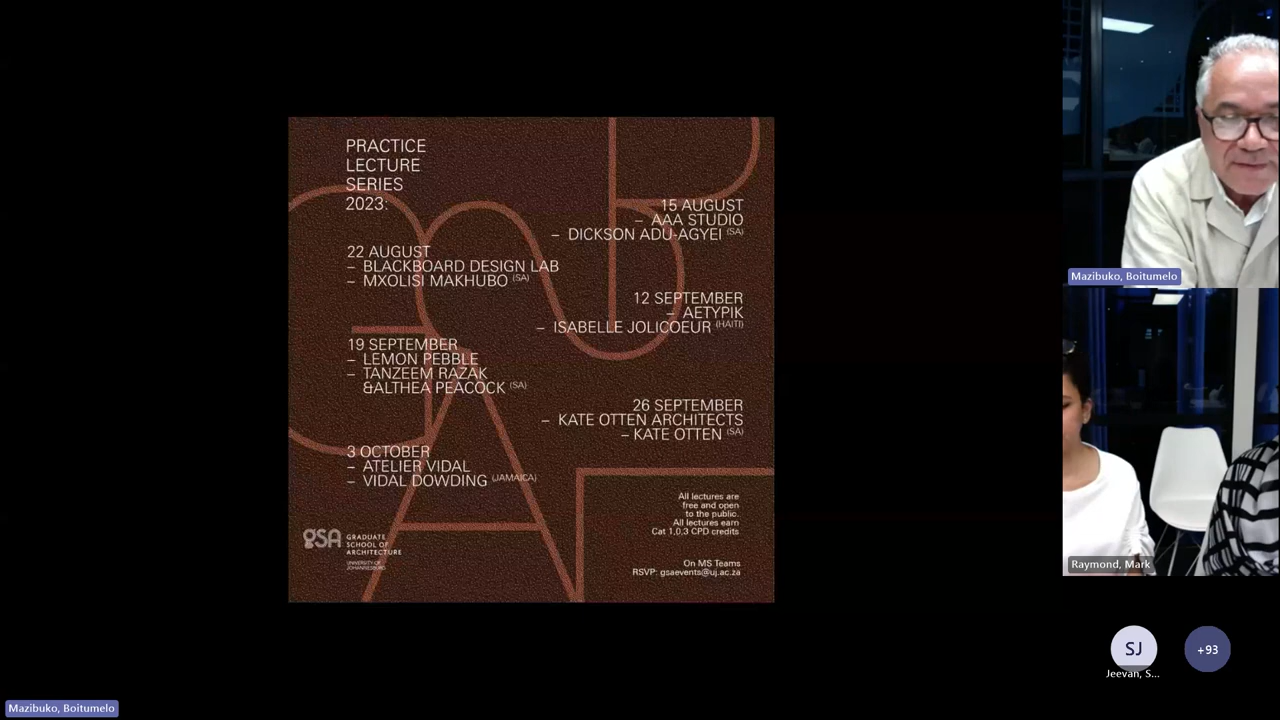 PRACTICE
LECTURE
SERIES
2023:
15 AUGUST
– AAA STUDIO
– DICKSON ADU-AGYEI (SA)
22 AUGUST
– BLACKBOARD DESIGN LAB
– MXOLISI MAKHUBO (SA)
12 SEPTEMBER
– AETYPIK
– ISABELLE JOLICOEUR (HAITI)
19 SEPTEMBER
– LEMON PEBBLE
– TANZEEM RAZAK
&ALTHEA PEACOCK (SA)
26 SEPTEMBER
– KATE OTTEN ARCHITECTS
– KATE OTTEN (SA)
3 OCTOBER
– ATELIER VIDAL
– VIDAL DOWDING (JAMAICA)
All lectures are
free and open
to the public.
All lectures earn
Cat 1,0,3 CPD credits
On MS Teams
RSVP: gsaevents@uj.ac.za
gsa GRADUATE
SCHOOL OF
ARCHITECTURE
UNIVERSITY OF
JOHANNESBURG
Mazibuko, Boitumelo
Raymond, Mark
SJ
+93
Jeevan, S...
Mazibuko, Boitumelo